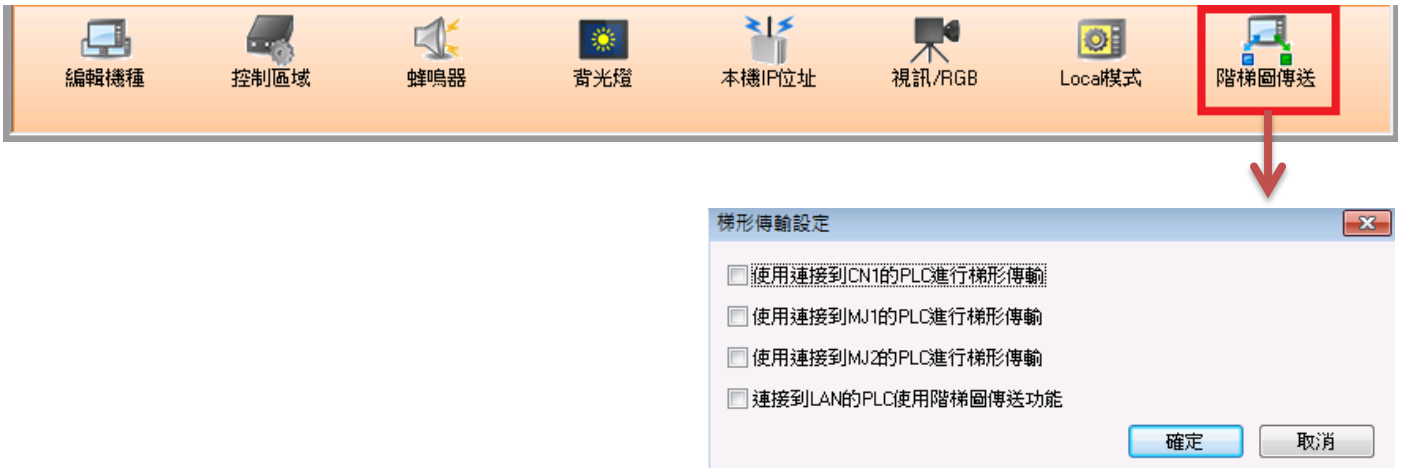 編輯機種 控制區域 蜂鳴器 背光燈 本機IP位址 視訊/RGB Local模式 階梯圖傳送
梯形傳輸設定
使用連接到CN1的PLC進行梯形傳輸
使用連接到MJ1的PLC進行梯形傳輸
使用連接到MJ2的PLC進行梯形傳輸
連接到LAN的PLC使用階梯圖傳送功能
確定 取消